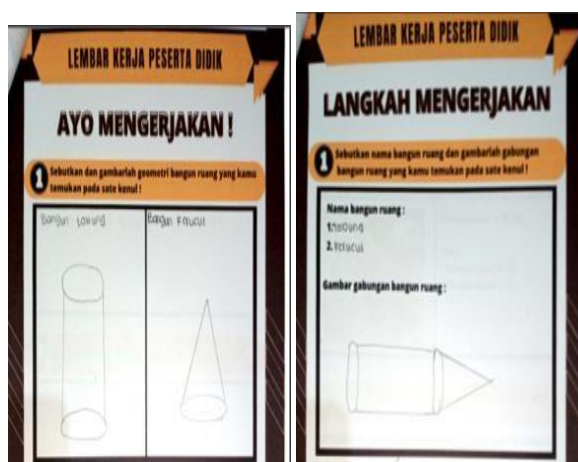 LEMBAR KERJA PESERTA DIDIK
AYO MENGERJAKAN !
1
Sebutkan dan gambarlah geometri bangun ruang yang kamu
temukan pada sate kenul !
Bangun
Bangun Kerucut
LEMBAR KERJA PESERTA DIDIK
LANGKAH MENGERJAKAN
1
Sebutkan nama bangun ruang dan gambarlah gabungan
bangun ruang yang kamu temukan pada sate kenul !
Nama bangun ruang :
1.
2. Kerucut
Gambar gabungan bangun ruang :